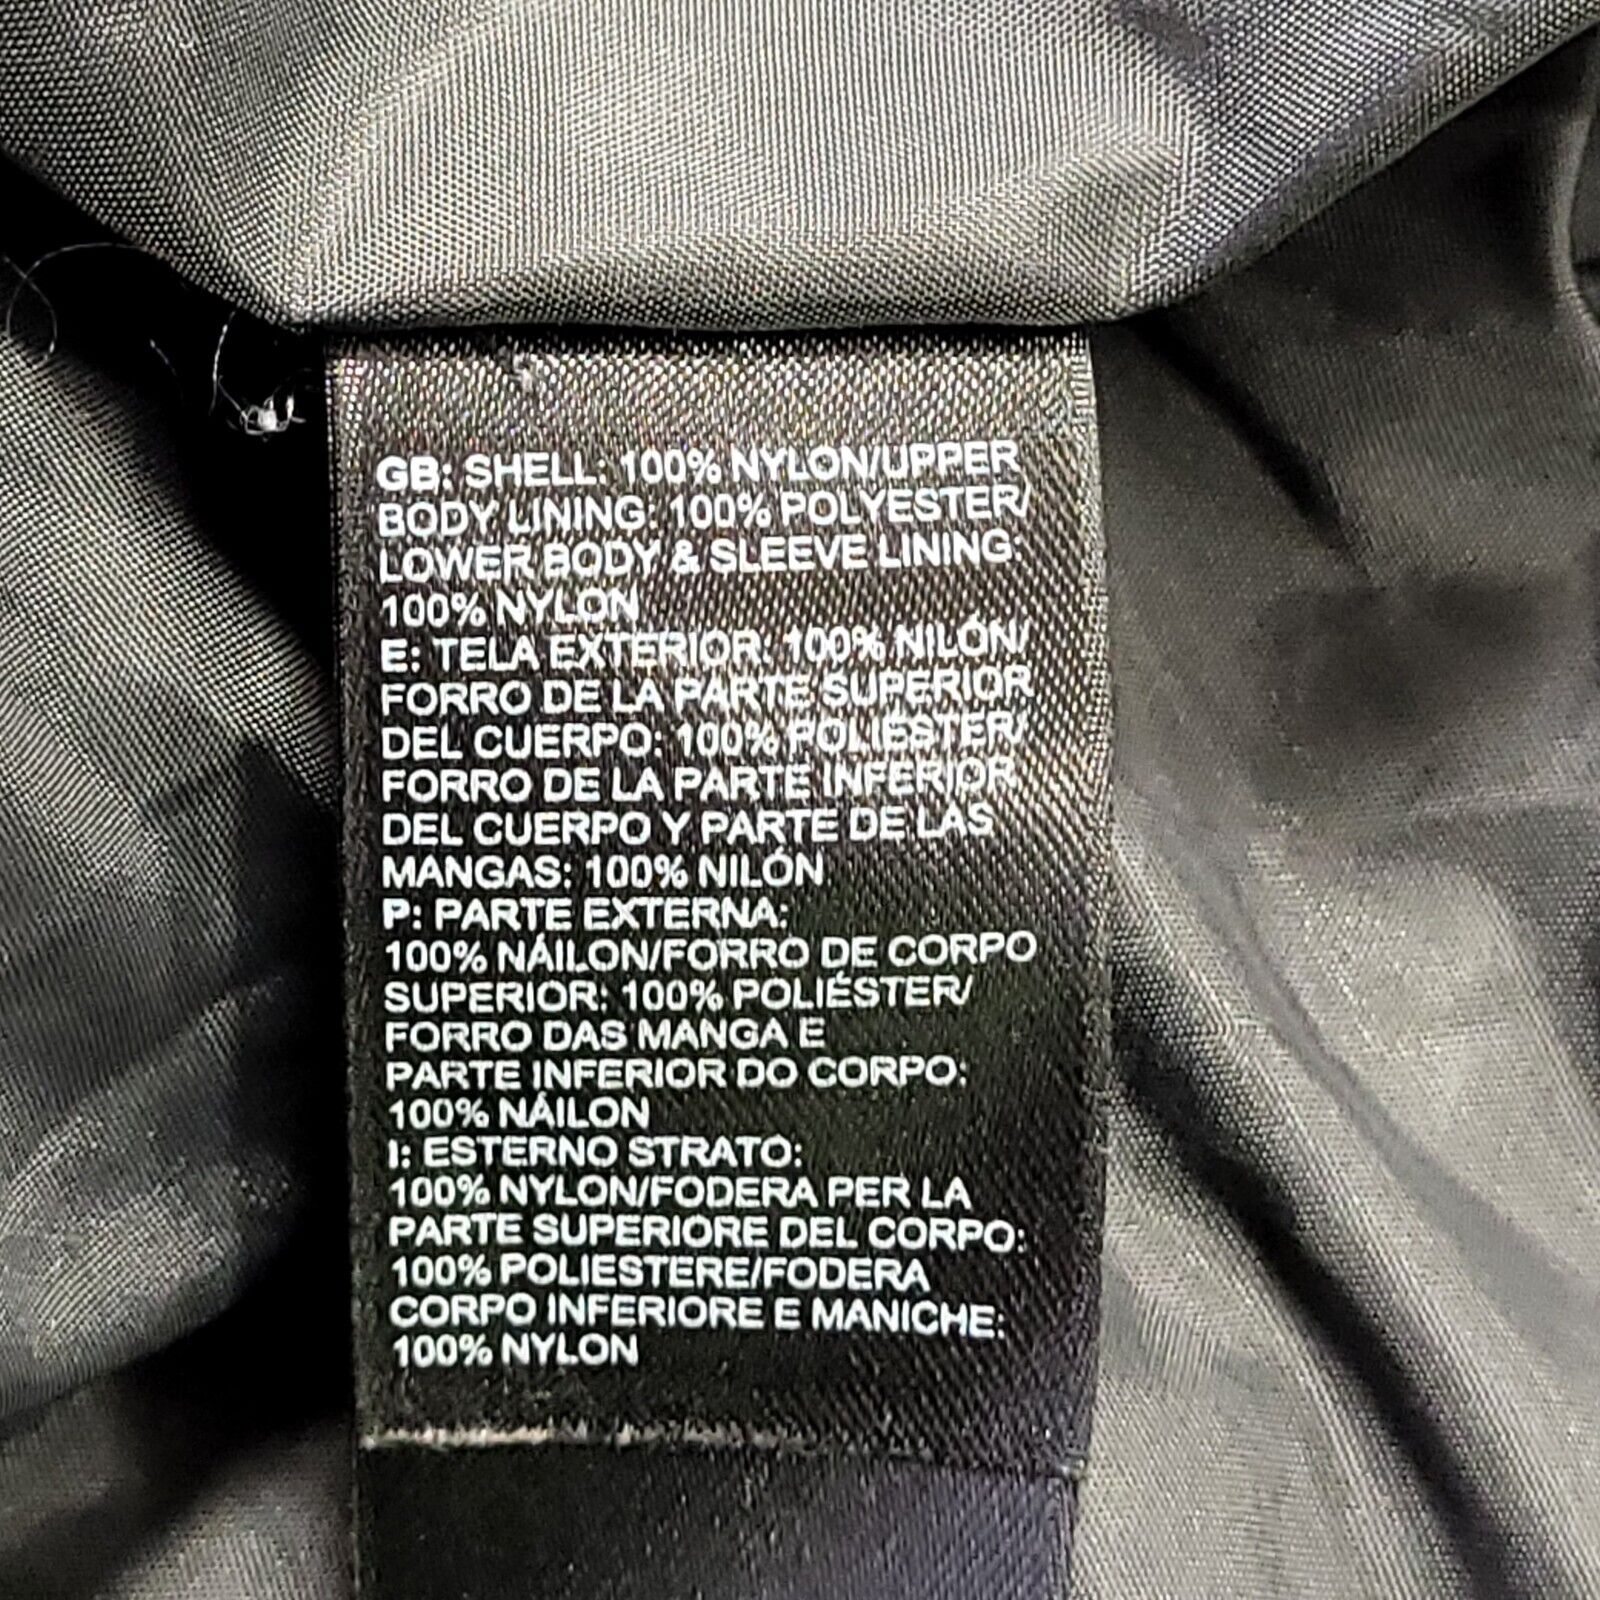 GB: SHELL: 100% NYLON/UPPER
BODY LINING: 100% POLYESTER/
LOWER BODY & SLEEVE LINING:
100% NYLON
E: TELA EXTERIOR: 100% NILÓN/
FORRO DE LA PARTE SUPERIOR
DEL CUERPO: 100% POLIÉSTER/
FORRO DE LA PARTE INFERIOR
DEL CUERPO Y PARTE DE LAS
MANGAS: 100% NILÓN
P: PARTE EXTERNA:
100% NÁILON/FORRO DE CORPO
SUPERIOR: 100% POLIÉSTER/
FORRO DAS MANGA E
PARTE INFERIOR DO CORPO:
100% NÁILON
I: ESTERNO STRATO:
100% NYLON/FODERA PER LA
PARTE SUPERIORE DEL CORPO:
100% POLIESTERE/FODERA
CORPO INFERIORE E MANICHE:
100% NYLON